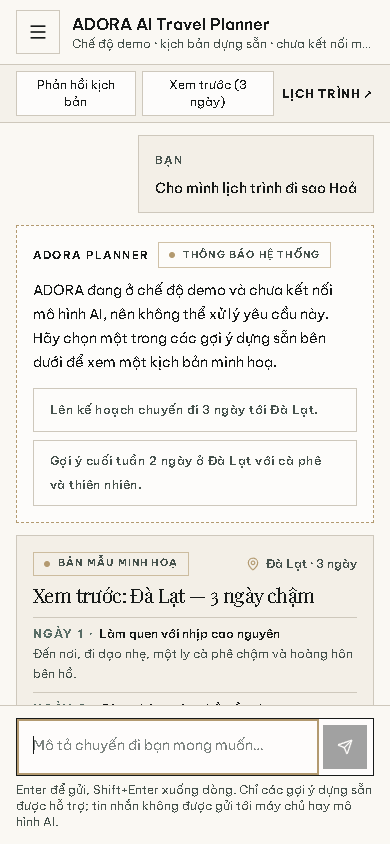 ADORA AI Travel Planner
Chế độ demo · kịch bản dựng sẵn · chưa kết nối m...
Phản hồi kịch
bản
Xem trước (3
ngày)
LỊCH TRÌNH ↗
BẠN
Cho mình lịch trình đi sao Hoả
ADORA PLANNER
THÔNG BÁO HỆ THỐNG
ADORA đang ở chế độ demo và chưa kết nối
mô hình AI, nên không thể xử lý yêu cầu này.
Hãy chọn một trong các gợi ý dựng sẵn bên
dưới để xem một kịch bản minh hoạ.
Lên kế hoạch chuyến đi 3 ngày tới Đà Lạt.
Gợi ý cuối tuần 2 ngày ở Đà Lạt với cà phê
và thiên nhiên.
BẢN MẪU MINH HOẠ
Đà Lạt · 3 ngày
Xem trước: Đà Lạt — 3 ngày chậm
NGÀY 1 · Làm quen với nhịp cao nguyên
Đến nơi, đi dạo nhẹ, một ly cà phê chậm và hoàng hôn
bên hồ.
Mô tả chuyến đi bạn mong muốn...
Enter để gửi, Shift+Enter xuống dòng. Chỉ các gợi ý dựng sẵn
được hỗ trợ; tin nhắn không được gửi tới máy chủ hay mô
hình AI.